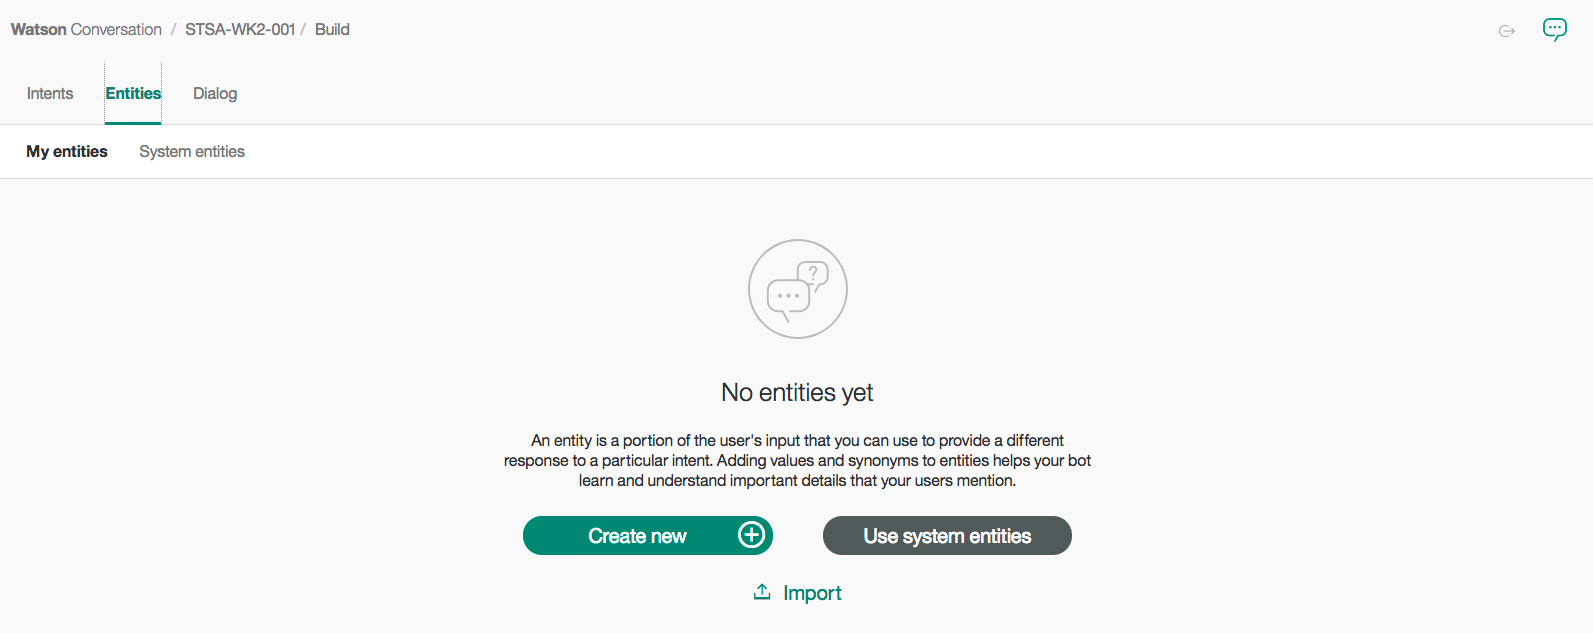 Watson Conversation / STSA-WK2-001 / Build
Intents Entities Dialog
My entities System entities
?
No entities yet
An entity is a portion of the user's input that you can use to provide a different
response to a particular intent. Adding values and synonyms to entities helps your bot
learn and understand important details that your users mention.
Create new Use system entities
Import